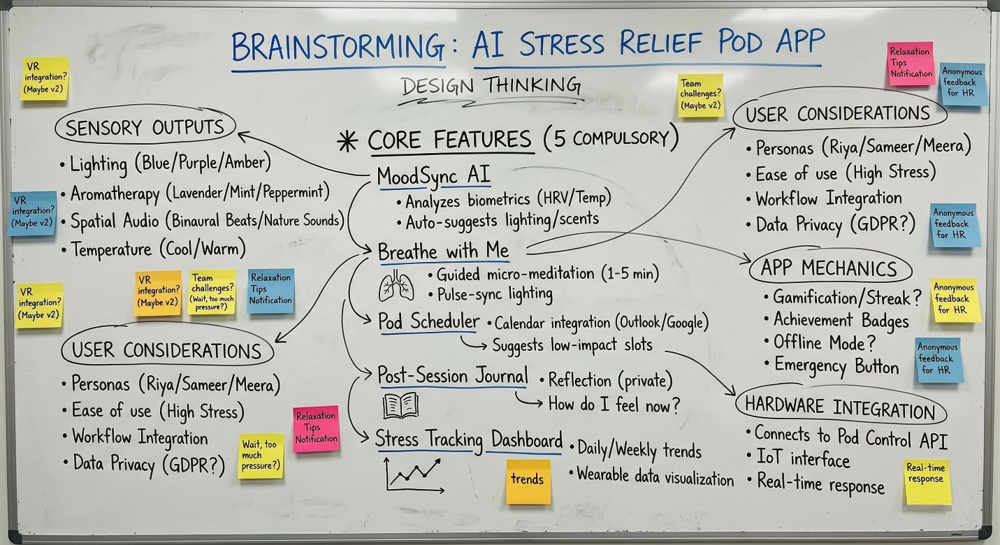 BRAINSTORMING: AI STRESS RELIEF POD APP
DESIGN THINKING
VR
integration?
(Maybe v2)
SENSORY OUTPUTS
• Lighting (Blue/Purple/Amber)
• Aromatherapy (Lavender/Mint/Peppermint)
• Spatial Audio (Binaural Beats/Nature Sounds)
• Temperature (Cool/Warm)
VR
integration?
(Maybe v2)
VR
integration?
(Maybe v2)
VR
integration?
(Maybe v2)
Team
challenges?
(Wait, too much
pressure?)
Relaxation
Tips
Notification
USER CONSIDERATIONS
• Personas (Riya/Sameer/Meera)
• Ease of use (High Stress)
• Workflow Integration
• Data Privacy (GDPR?)
Wait, too
much
pressure?)
Relaxation
Tips
Notification
* CORE FEATURES (5 COMPULSORY)
MoodSync AI
• Analyzes biometrics (HRV/Temp)
• Auto-suggests lighting/scents
Breathe with Me
• Guided micro-meditation (1-5 min)
• Pulse-sync lighting
Pod Scheduler • Calendar integration (Outlook/Google)
Suggests low-impact slots
Post-Session Journal • Reflection (private)
How do I feel now?
Stress Tracking Dashboard • Daily/Weekly trends
• Wearable data visualization
trends
Team
challenges?
(Maybe v2)
Relaxation
Tips
Notification
Anonymous
feedback
for HR
USER CONSIDERATIONS
• Personas (Riya/Sameer/Meera)
• Ease of use (High Stress)
• Workflow Integration
• Data Privacy (GDPR?)
Anonymous
feedback
for HR
APP MECHANICS
• Gamification/Streak?
• Achievement Badges
• Offline Mode?
• Emergency Button
Anonymous
feedback
for HR
Anonymous
feedback
for HR
HARDWARE INTEGRATION
• Connects to Pod Control API
• IoT interface
• Real-time response
Real-time
response